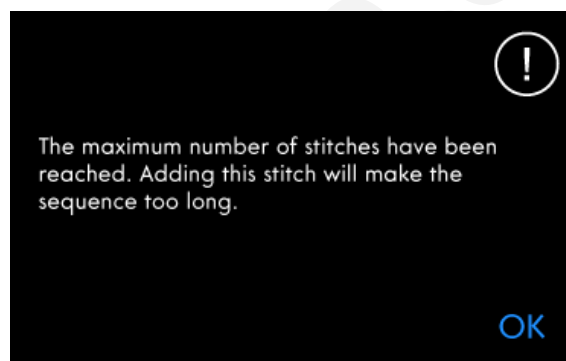 !
The maximum number of stitches have been
reached. Adding this stitch will make the
sequence too long.
OK